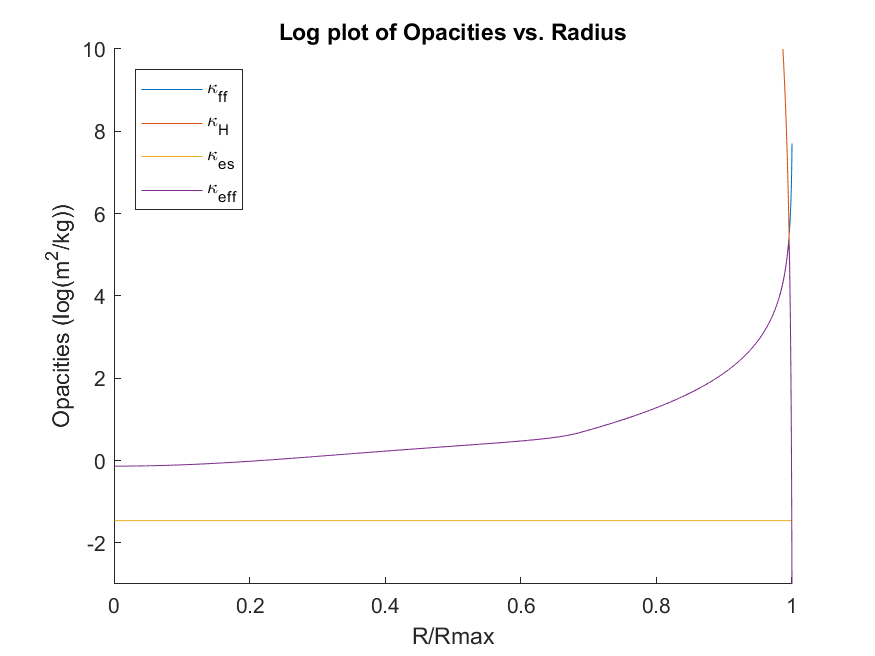 Log plot of Opacities vs. Radius
10
8
6
4
2
0
-2
Opacities (log(m²/kg))
κff
κH
κes
κeff
0
0.2
0.4
0.6
0.8
1
R/Rmax